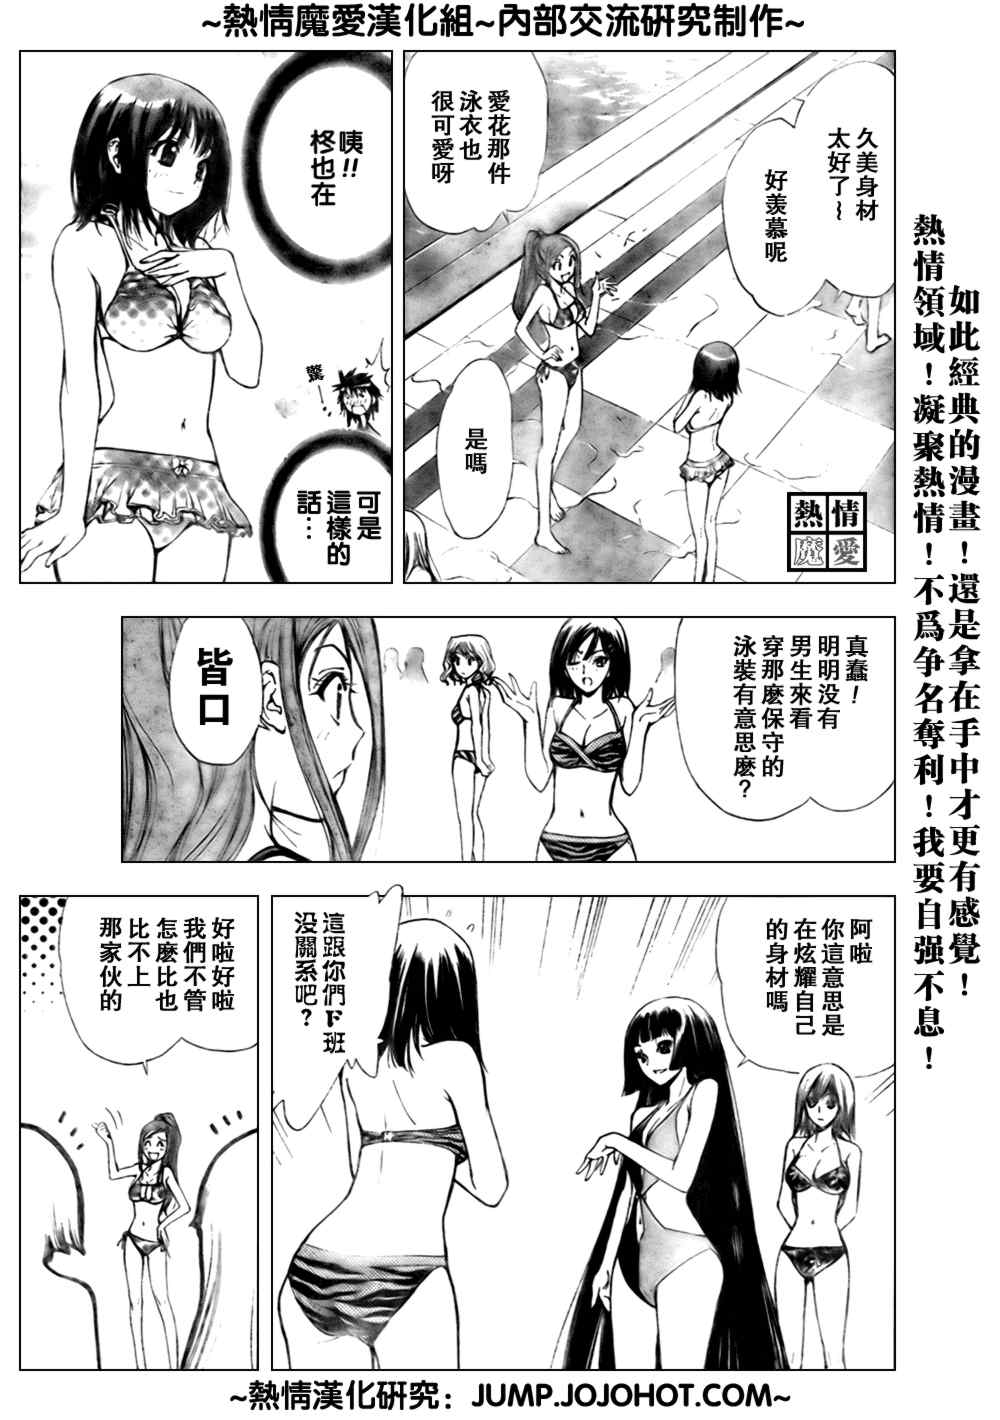 ~熱情魔愛漢化組~內部交流研究制作~
久美身材
太好了~
好羨慕呢
愛花那件
泳衣也
很可愛呀
是嗎
熱情
魔愛
咦!!
柊也在
驚
可是
這樣的
話…
真蠢!
明明没有
男生來看
穿那麽保守的
泳裝有意思麽?
皆口
阿啦
你這意思是
在炫耀自己
的身材嗎
這跟你們F班
没關系吧?
好啦好啦
我們不管
怎麽比也
比不上
那家伙的
如此經典的漫畫!還是拿在手中才更有感覺!
熱情領域!凝聚熱情!不爲争名奪利!我要自强不息!
~熱情漢化研究：JUMP.JOJOHOT.COM~